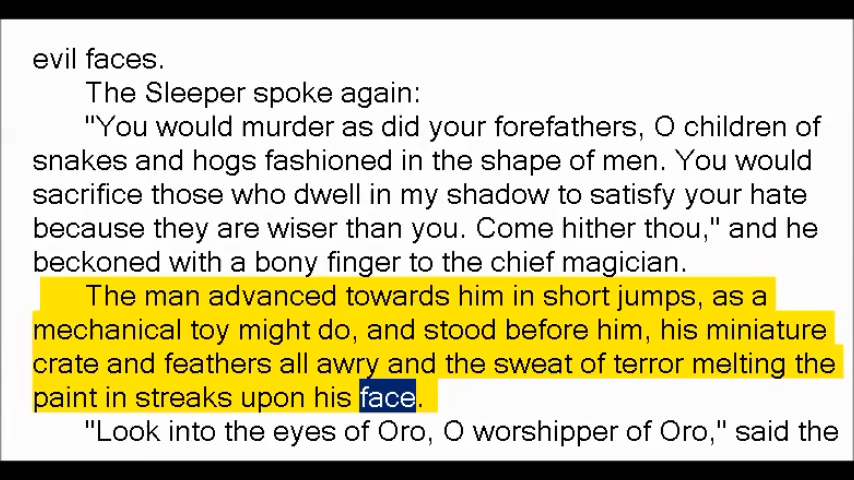 evil faces.
The Sleeper spoke again:
"You would murder as did your forefathers, O children of
snakes and hogs fashioned in the shape of men. You would
sacrifice those who dwell in my shadow to satisfy your hate
because they are wiser than you. Come hither thou," and he
beckoned with a bony finger to the chief magician.
The man advanced towards him in short jumps, as a
mechanical toy might do, and stood before him, his miniature
crate and feathers all awry and the sweat of terror melting the
paint in streaks upon his face.
"Look into the eyes of Oro, O worshipper of Oro," said the